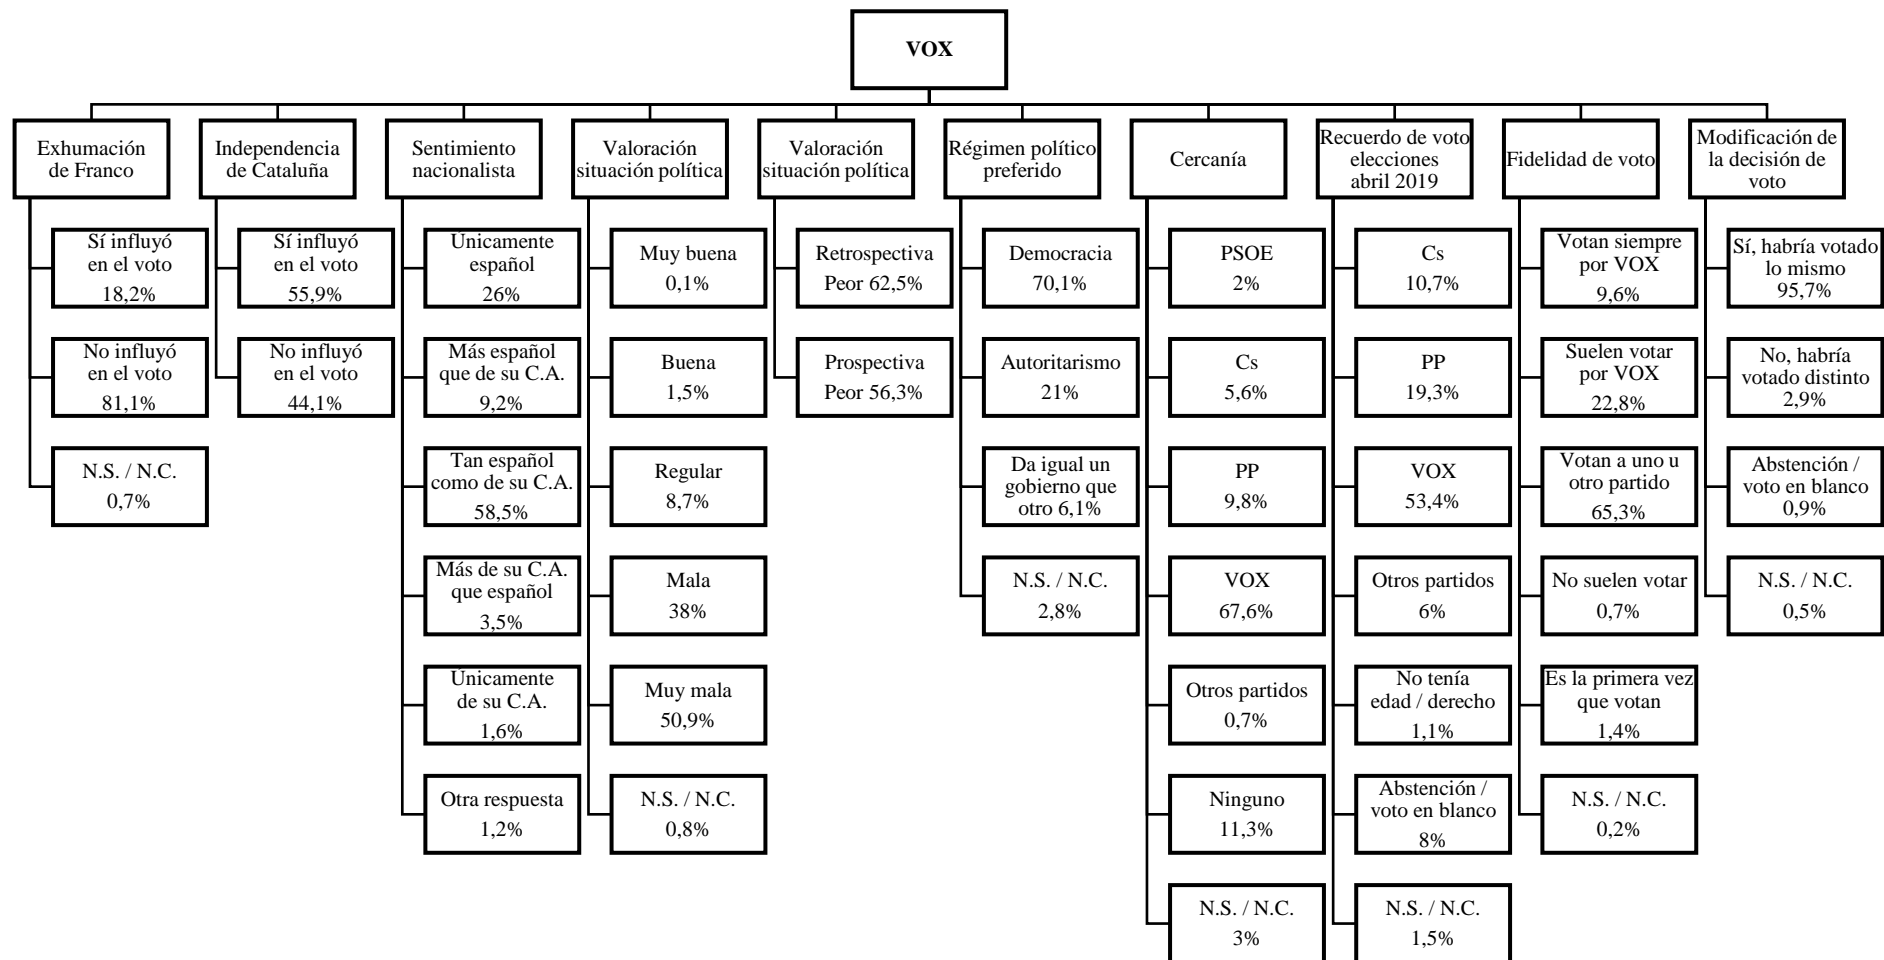 VOX
Exhumación
de Franco
Sí influyó
en el voto
18,2%
No influyó
en el voto
81,1%
N.S. / N.C.
0,7%
Independencia
de Cataluña
Sí influyó
en el voto
55,9%
No influyó
en el voto
44,1%
Sentimiento
nacionalista
Únicamente
español
26%
Más español
que de su C.A.
9,2%
Tan español
como de su C.A.
58,5%
Más de su C.A.
que español
3,5%
Únicamente
de su C.A.
1,6%
Otra respuesta
1,2%
Valoración
situación política
Muy buena
0,1%
Buena
1,5%
Regular
8,7%
Mala
38%
Muy mala
50,9%
N.S. / N.C.
0,8%
Valoración
situación política
Retrospectiva
Peor 62,5%
Prospectiva
Peor 56,3%
Régimen político
preferido
Democracia
70,1%
Autoritarismo
21%
Da igual un
gobierno que
otro 6,1%
N.S. / N.C.
2,8%
Cercanía
PSOE
2%
Cs
5,6%
PP
9,8%
VOX
67,6%
Otros partidos
0,7%
Ninguno
11,3%
N.S. / N.C.
3%
Recuerdo de voto
elecciones
abril 2019
Cs
10,7%
PP
19,3%
VOX
53,4%
Otros partidos
6%
No tenía
edad / derecho
1,1%
Abstención /
voto en blanco
8%
N.S. / N.C.
1,5%
Fidelidad de voto
Votan siempre
por VOX
9,6%
Suelen votar
por VOX
22,8%
Votan a uno u
otro partido
65,3%
No suelen votar
0,7%
Es la primera vez
que votan
1,4%
N.S. / N.C.
0,2%
Modificación de
la decisión de
voto
Sí, habría votado
lo mismo
95,7%
No, habría
votado distinto
2,9%
Abstención /
voto en blanco
0,9%
N.S. / N.C.
0,5%